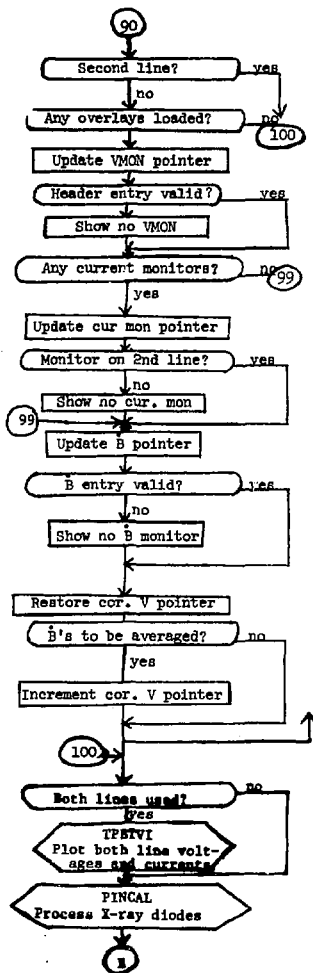 90
Second line?
yes
no
Any overlays loaded?
no
100
Update VMON pointer
Header entry valid?
yes
Show no VMON
Any current monitors?
no
99
yes
Update cur mon pointer
Monitor on 2nd line?
yes
no
Show no cur. mon
99
Update Ḃ pointer
Ḃ entry valid?
yes
no
Show no Ḃ monitor
Restore cor. V pointer
Ḃ's to be averaged?
no
yes
Increment cor. V pointer
100
Both lines used?
no
yes
Plot both line volt-
ages and currents
PINCAL
Process X-ray diodes